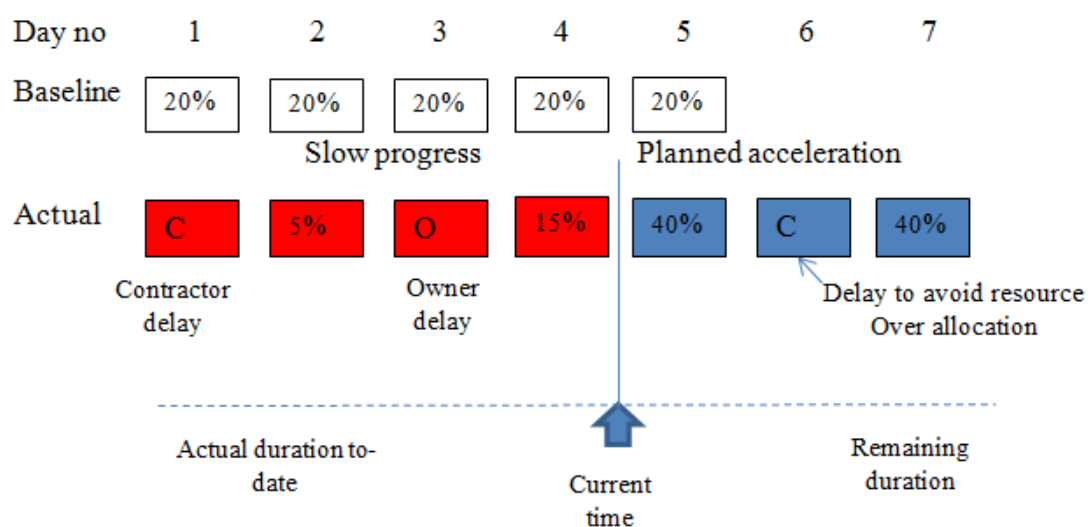 Day no 1 2 3 4 5 6 7
Baseline 20% 20% 20% 20% 20%
Slow progress Planned acceleration
Actual C 5% O 15% 40% C 40%
Contractor
delay
Owner
delay
Delay to avoid resource
Over allocation
Actual duration to-
date
Current
time
Remaining
duration